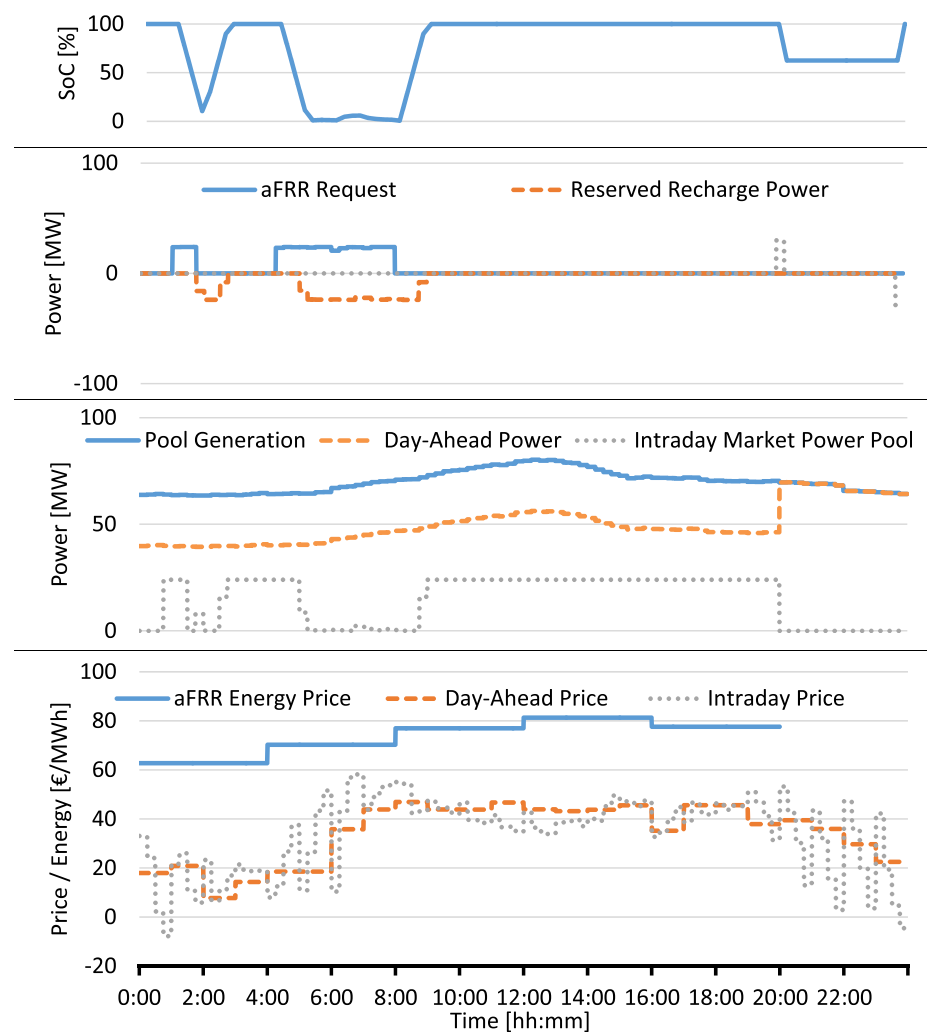 100
SoC [%]
50
0
100
aFRR Request Reserved Recharge Power
Power [MW]
0
-100
100
Pool Generation Day-Ahead Power Intraday Market Power Pool
Power [MW]
50
0
100
aFRR Energy Price Day-Ahead Price Intraday Price
Price / Energy [€/MWh]
80
60
40
20
0
-20
0:00 2:00 4:00 6:00 8:00 10:00 12:00 14:00 16:00 18:00 20:00 22:00
Time [hh:mm]